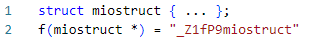 1 struct miostruct { ... };
2 f(miostruct *) = "_Z1fP9miostruct"